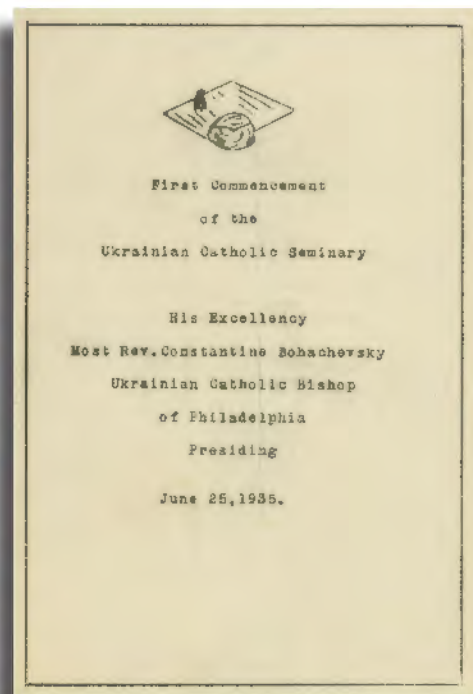 First Commencement
of the
Ukrainian Catholic Seminary
His Excellency
Most Rev.Constantine Bohachevsky
Ukrainian Catholic Bishop
of Philadelphia
Presiding
June 25,1935.